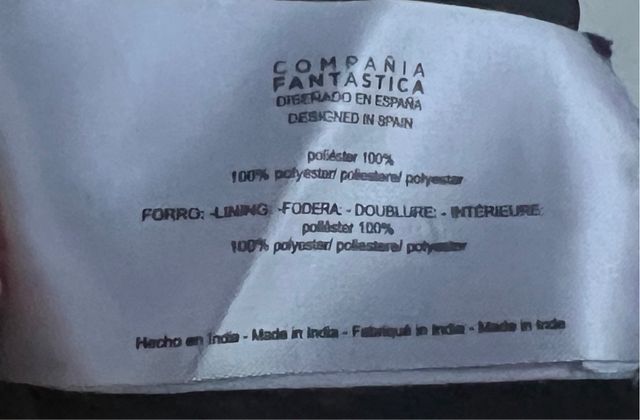 COMPAÑIA
FANTASTICA
DISEÑADO EN ESPAÑA
DESIGNED IN SPAIN
poliéster 100%
100% polyester/ poliestere/ polyester
FORRO: -LINING: -FODERA: - DOUBLURE: - INTÉRIEURE:
poliéster 100%
100% polyester/ poliestere/ polyester
Hecho en India - Made in India - Fabriqué in India - Made in India